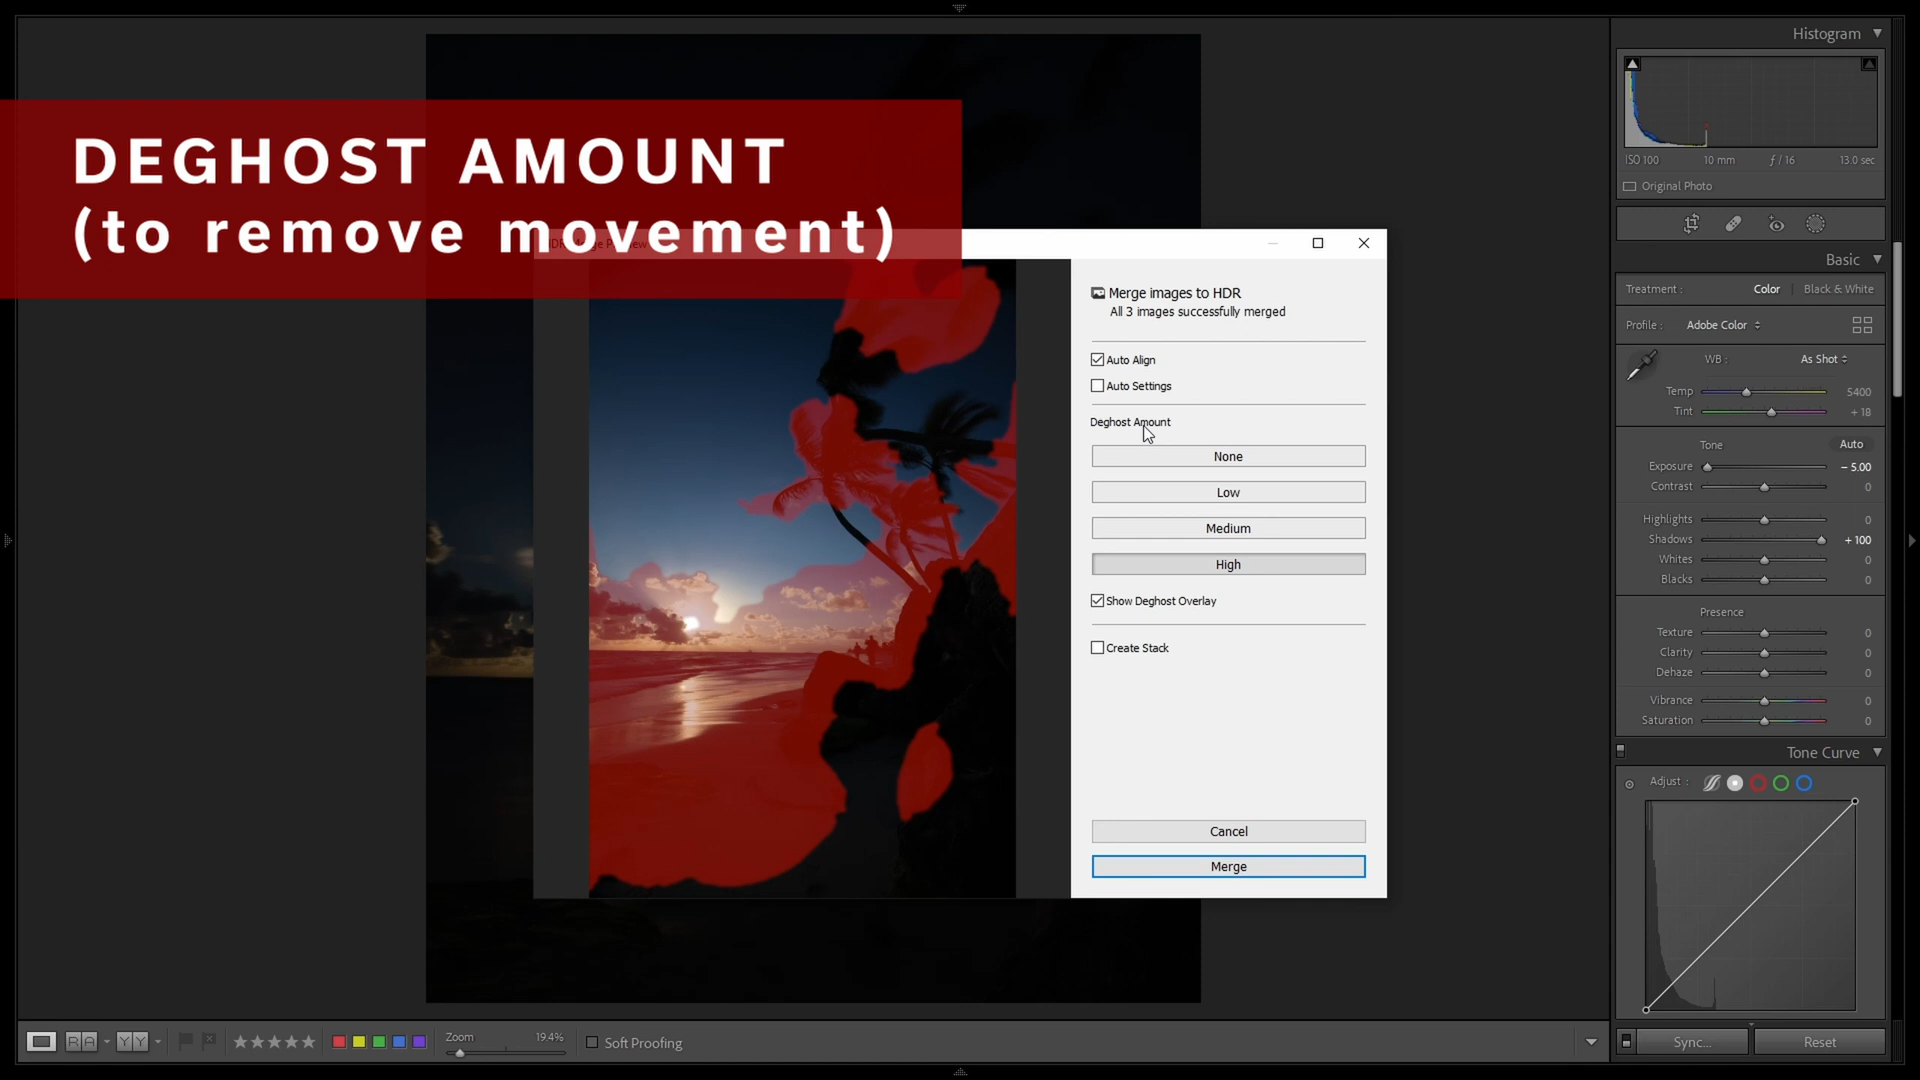 DEGHOST AMOUNT
(to remove movement)
HDR Merge Preview
Merge images to HDR
All 3 images successfully merged
Auto Align
Auto Settings
Deghost Amount
None
Low
Medium
High
Show Deghost Overlay
Create Stack
Cancel
Merge
Histogram
ISO 100 10 mm ƒ / 16 13.0 sec
Original Photo
Basic
Treatment : Color Black & White
Profile : Adobe Color
WB : As Shot
Temp 5400
Tint + 18
Tone Auto
Exposure – 5.00
Contrast 0
Highlights 0
Shadows + 100
Whites 0
Blacks 0
Presence
Texture 0
Clarity 0
Dehaze 0
Vibrance 0
Saturation 0
Tone Curve
Adjust :
R A Y Y Zoom 19.4% Soft Proofing
Sync... Reset